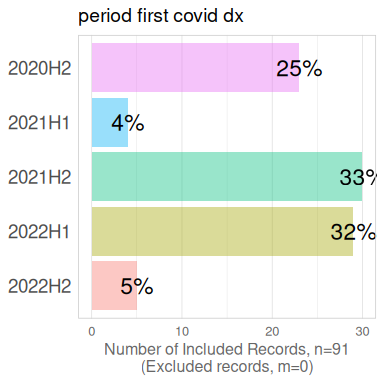 period first covid dx
2020H2
25%
2021H1
4%
2021H2
33%
2022H1
32%
2022H2
5%
0 10 20 30
Number of Included Records, n=91
(Excluded records, m=0)